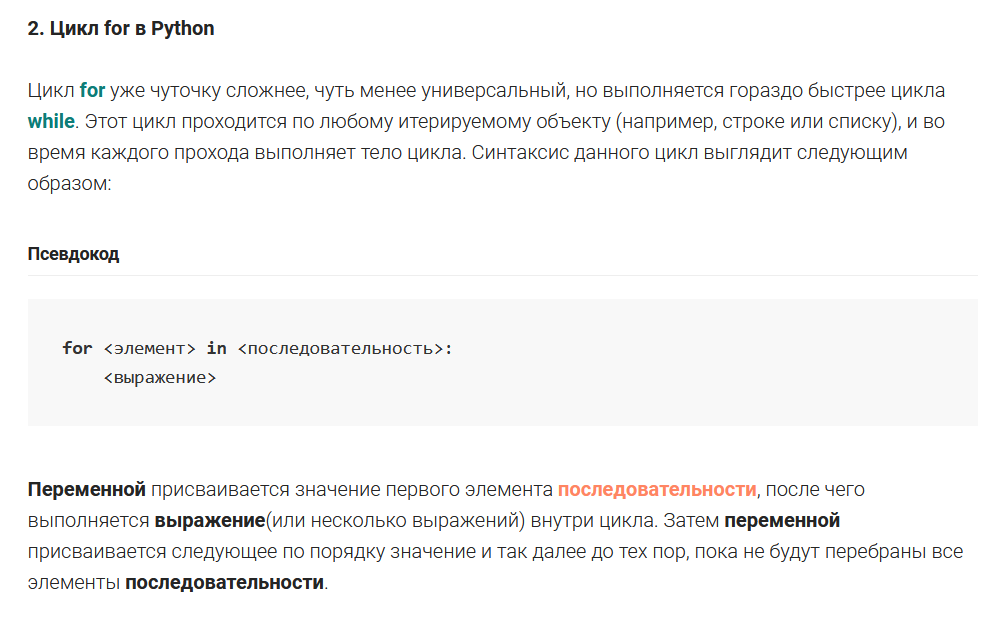 2. Цикл for в Python
Цикл for уже чуточку сложнее, чуть менее универсальный, но выполняется гораздо быстрее цикла
while. Этот цикл проходится по любому итерируемому объекту (например, строке или списку), и во
время каждого прохода выполняет тело цикла. Синтаксис данного цикл выглядит следующим
образом:
Псевдокод
for <элемент> in <последовательность>:
    <выражение>
Переменной присваивается значение первого элемента последовательности, после чего
выполняется выражение(или несколько выражений) внутри цикла. Затем переменной
присваивается следующее по порядку значение и так далее до тех пор, пока не будут перебраны все
элементы последовательности.